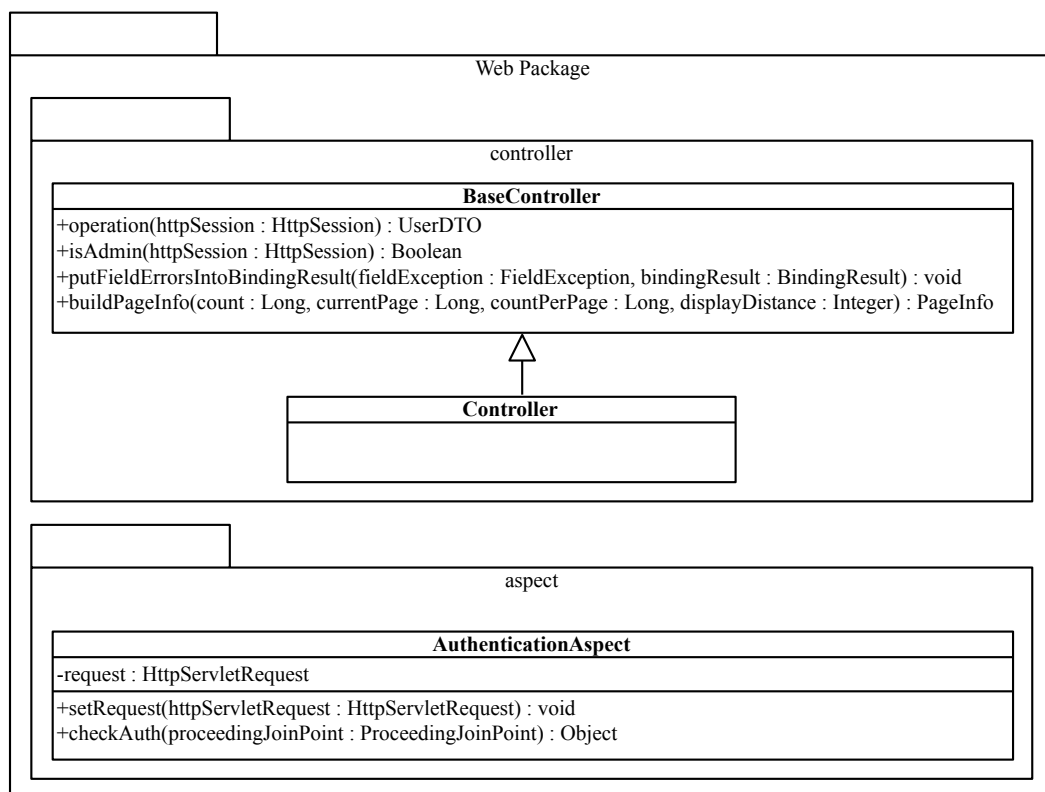 Web Package
controller
BaseController
+operation(httpSession : HttpSession) : UserDTO
+isAdmin(httpSession : HttpSession) : Boolean
+putFieldErrorsIntoBindingResult(fieldException : FieldException, bindingResult : BindingResult) : void
+buildPageInfo(count : Long, currentPage : Long, countPerPage : Long, displayDistance : Integer) : PageInfo
Controller
aspect
AuthenticationAspect
-request : HttpServletRequest
+setRequest(httpServletRequest : HttpServletRequest) : void
+checkAuth(proceedingJoinPoint : ProceedingJoinPoint) : Object